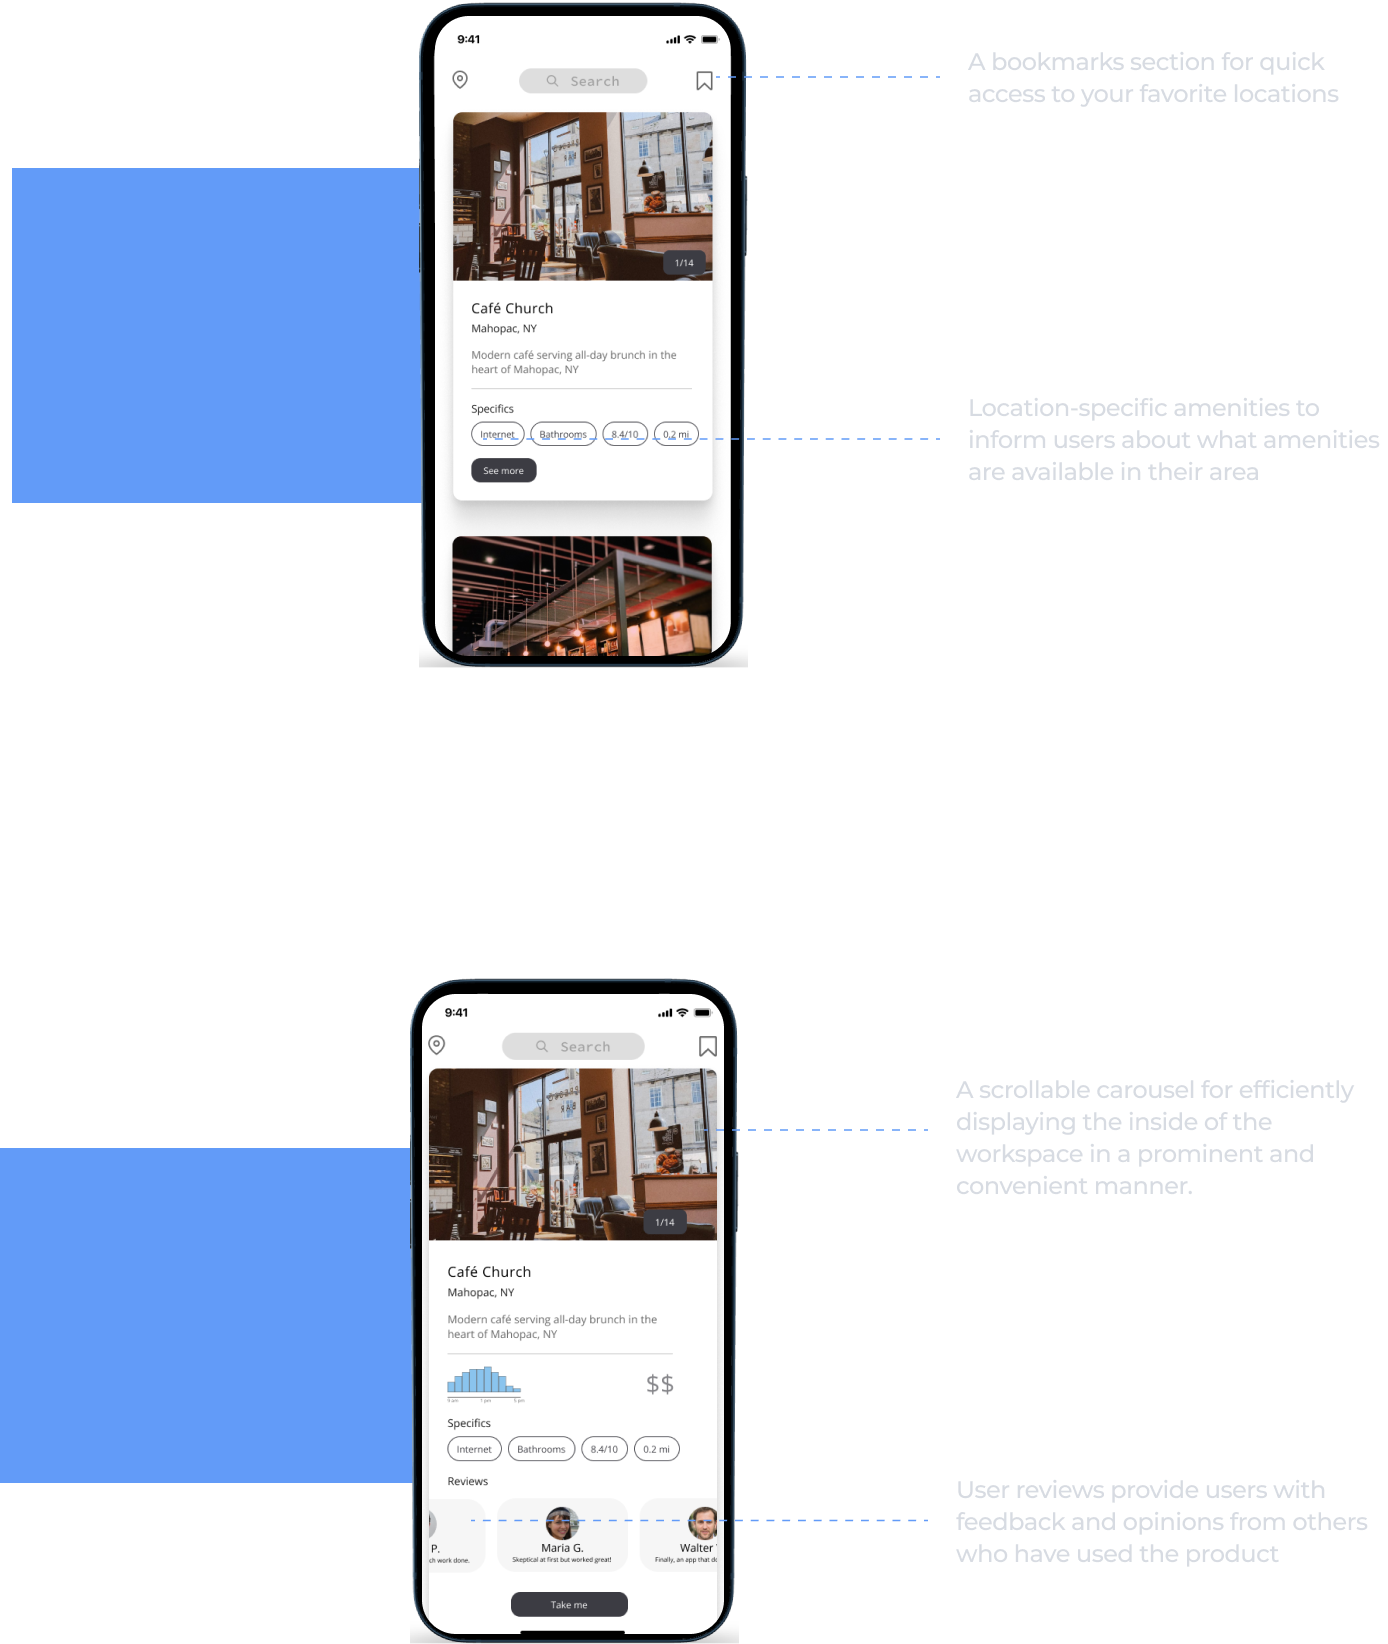 9:41
Search
A bookmarks section for quick
access to your favorite locations
1/14
Café Church
Mahopac, NY
Modern café serving all-day brunch in the
heart of Mahopac, NY
Specifics
Internet Bathrooms 8.4/10 0.2 mi
See more
Location-specific amenities to
inform users about what amenities
are available in their area
9:41
Search
A scrollable carousel for efficiently
displaying the inside of the
workspace in a prominent and
convenient manner.
1/14
Café Church
Mahopac, NY
Modern café serving all-day brunch in the
heart of Mahopac, NY
$$
1 pm 5 pm
Specifics
Internet Bathrooms 8.4/10 0.2 mi
Reviews
P. Maria G. Walter
ch work done. Skeptical at first but worked great! Finally, an app that do
Take me
User reviews provide users with
feedback and opinions from others
who have used the product